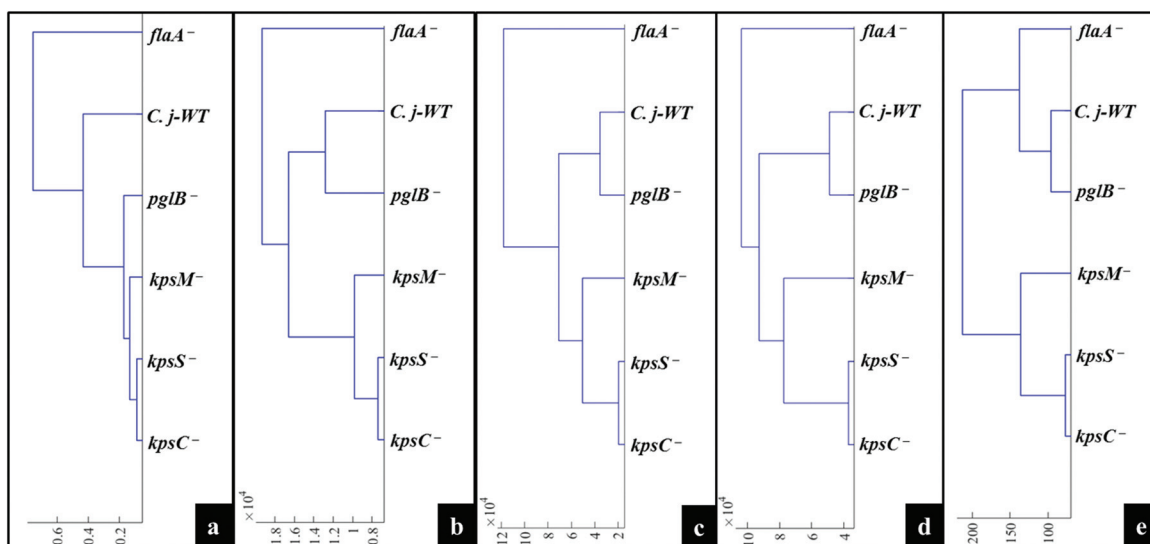 flaA⁻
C. j-WT
pglB⁻
kpsM⁻
kpsS⁻
kpsC⁻
0.6 0.4 0.2
a
flaA⁻
C. j-WT
pglB⁻
kpsM⁻
kpsS⁻
kpsC⁻
×10⁴
1.8 1.6 1.4 1.2 1 0.8
b
flaA⁻
C. j-WT
pglB⁻
kpsM⁻
kpsS⁻
kpsC⁻
×10⁴
12 10 8 6 4 2
c
flaA⁻
C. j-WT
pglB⁻
kpsM⁻
kpsS⁻
kpsC⁻
×10⁴
10 8 6 4
d
flaA⁻
C. j-WT
pglB⁻
kpsM⁻
kpsS⁻
kpsC⁻
200 150 100
e